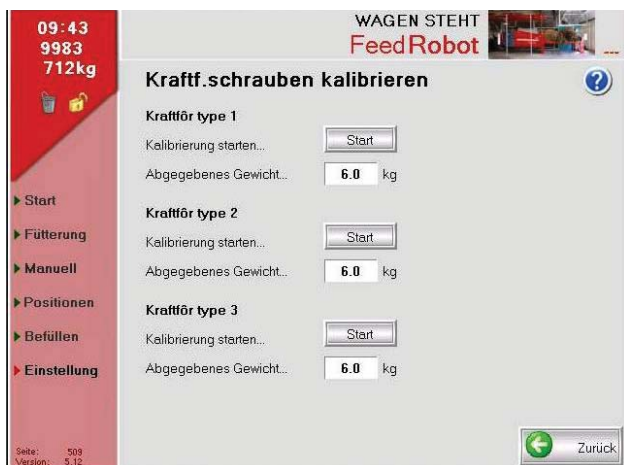 09:43
9983
712kg
WAGEN STEHT
FeedRobot
...
Kraftf.schrauben kalibrieren
?
Kraftfôr type 1
Kalibrierung starten...
Start
Abgegebenes Gewicht...
6.0 kg
Kraftfôr type 2
Kalibrierung starten...
Start
Abgegebenes Gewicht...
6.0 kg
Kraftfôr type 3
Kalibrierung starten...
Start
Abgegebenes Gewicht...
6.0 kg
Start
Fütterung
Manuell
Positionen
Befüllen
Einstellung
Seite: 509
Version: 5.12
Zurück